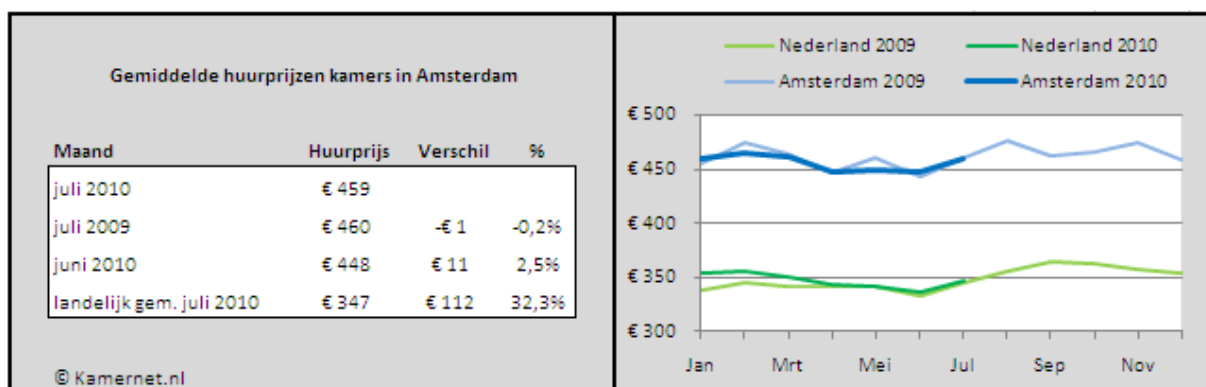 Gemiddelde huurprijzen kamers in Amsterdam
Maand Huurprijs Verschil %
juli 2010 € 459
juli 2009 € 460 -€ 1 -0,2%
juni 2010 € 448 € 11 2,5%
landelijk gem. juli 2010 € 347 € 112 32,3%
© Kamernet.nl
Nederland 2009 Nederland 2010
Amsterdam 2009 Amsterdam 2010
€ 500
€ 450
€ 400
€ 350
€ 300
Jan Mrt Mei Jul Sep Nov